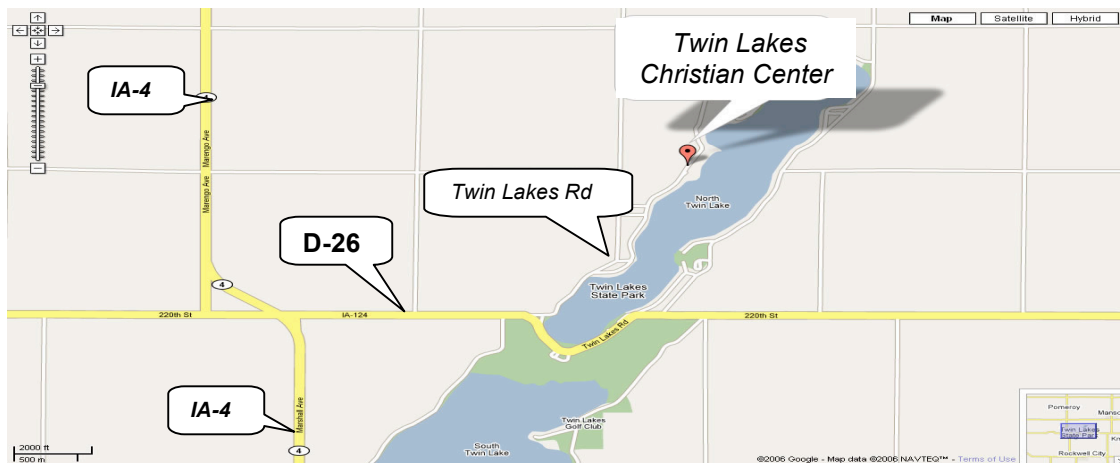 Map
Satellite
Hybrid
Twin Lakes
Christian Center
IA-4
4
Marengo Ave
Marengo Ave
Twin Lakes Rd
North
Twin Lake
D-26
4
Twin Lakes
State Park
220th St
IA-124
220th St
Twin Lakes Rd
IA-4
Marshall Ave
4
Twin Lakes
Golf Club
South
Twin Lake
2000 ft
500 m
Pomeroy
Manso
Twin Lakes
State Park
Kn
Rockwell City
©2006 Google - Map data ©2006 NAVTEQ™ - Terms of Use